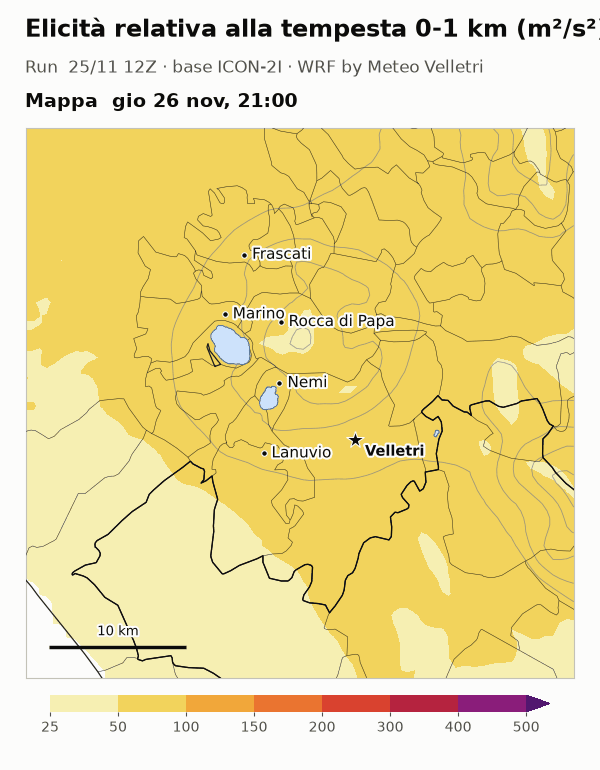 Elicità relativa alla tempesta 0-1 km (m²/s²)
Run  25/11 12Z · base ICON-2I · WRF by Meteo Velletri
Mappa  gio 26 nov, 21:00
Frascati
Marino
Rocca di Papa
Nemi
Velletri
Lanuvio
10 km
25 50 100 150 200 300 400 500